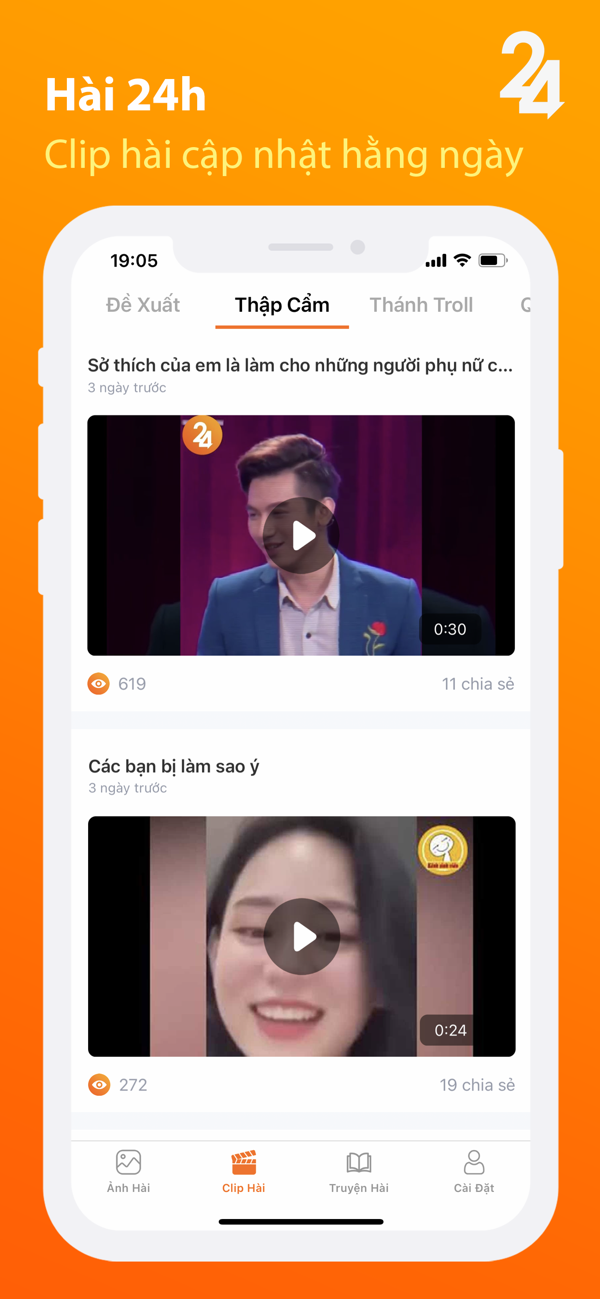 24
Hài 24h
Clip hài cập nhật hằng ngày
19:05
Đề Xuất Thập Cẩm Thánh Troll
Sở thích của em là làm cho những người phụ nữ c...
3 ngày trước
24
0:30
619 11 chia sẻ
Các bạn bị làm sao ý
3 ngày trước
0:24
272 19 chia sẻ
Ảnh Hài Clip Hài Truyện Hài Cài Đặt